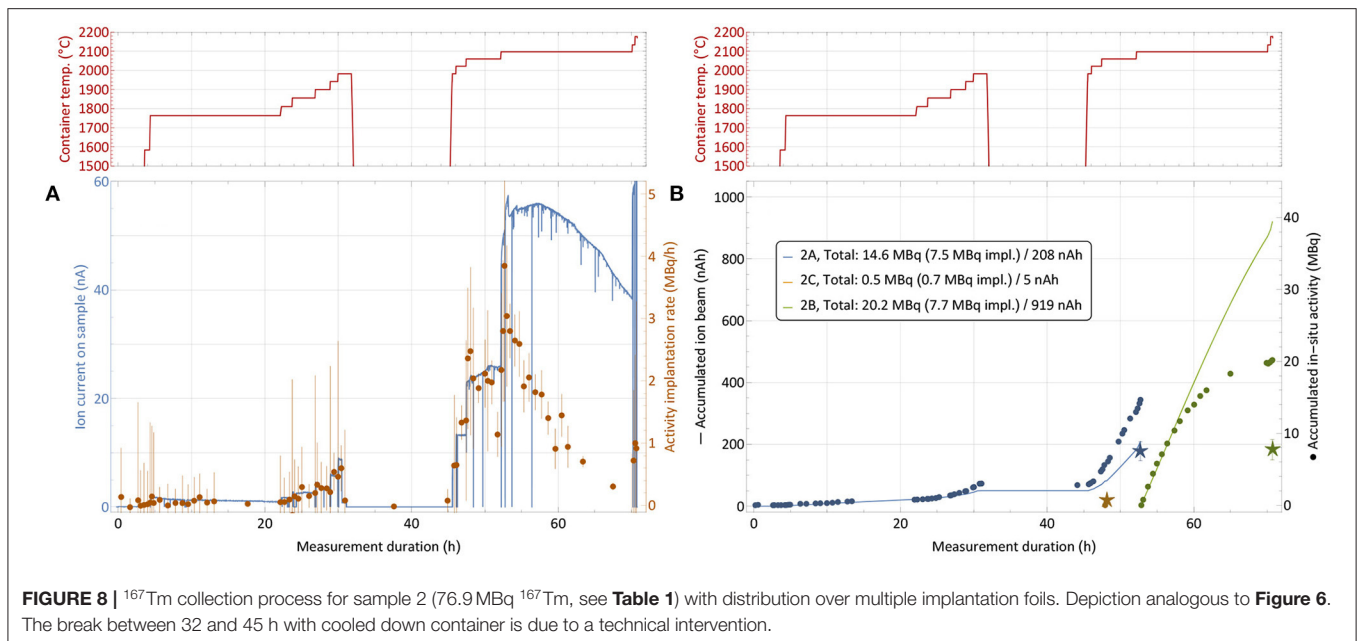 2200
2100
2000
1900
1800
1700
1600
1500
Container temp. (°C)
A
60
40
20
0
Ion current on sample (nA)
5
4
3
2
1
0
Activity implantation rate (MBq/h)
0 20 40 60
Measurement duration (h)
2200
2100
2000
1900
1800
1700
1600
1500
Container temp. (°C)
B
1000
800
600
400
200
0
— Accumulated ion beam (nAh)
2A, Total: 14.6 MBq (7.5 MBq impl.) / 208 nAh
2C, Total: 0.5 MBq (0.7 MBq impl.) / 5 nAh
2B, Total: 20.2 MBq (7.7 MBq impl.) / 919 nAh
40
30
20
10
0
● Accumulated in-situ activity (MBq)
0 20 40 60
Measurement duration (h)
FIGURE 8 | ¹⁶⁷Tm collection process for sample 2 (76.9 MBq ¹⁶⁷Tm, see Table 1) with distribution over multiple implantation foils. Depiction analogous to Figure 6.
The break between 32 and 45 h with cooled down container is due to a technical intervention.